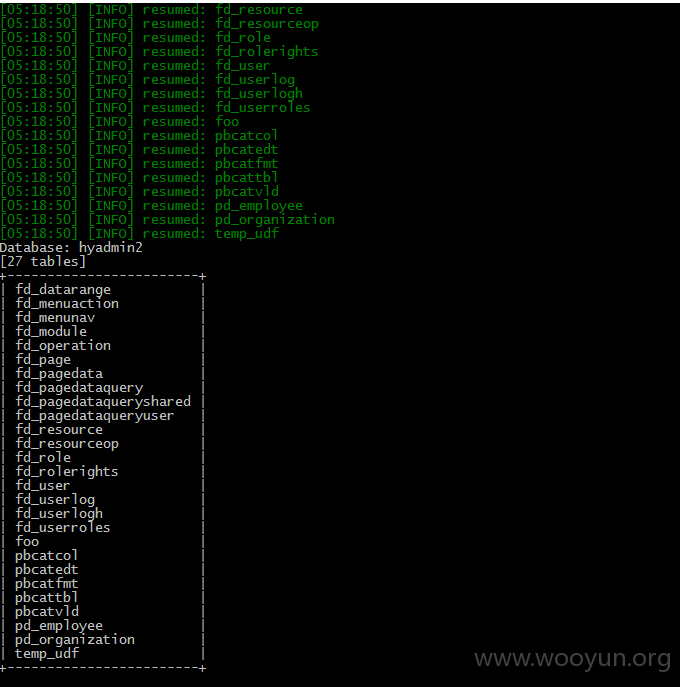 [05:18:50] [INFO] resumed: fd_resource
[05:18:50] [INFO] resumed: fd_resourceop
[05:18:50] [INFO] resumed: fd_role
[05:18:50] [INFO] resumed: fd_rolerights
[05:18:50] [INFO] resumed: fd_user
[05:18:50] [INFO] resumed: fd_userlog
[05:18:50] [INFO] resumed: fd_userlogh
[05:18:50] [INFO] resumed: fd_userroles
[05:18:50] [INFO] resumed: foo
[05:18:50] [INFO] resumed: pbcatcol
[05:18:50] [INFO] resumed: pbcatedt
[05:18:50] [INFO] resumed: pbcatfmt
[05:18:50] [INFO] resumed: pbcattbl
[05:18:50] [INFO] resumed: pbcatvld
[05:18:50] [INFO] resumed: pd_employee
[05:18:50] [INFO] resumed: pd_organization
[05:18:50] [INFO] resumed: temp_udf
Database: hyadmin2
[27 tables]
+------------------------+
| fd_datarange |
| fd_menuaction |
| fd_menunav |
| fd_module |
| fd_operation |
| fd_page |
| fd_pagedata |
| fd_pagedataquery |
| fd_pagedataqueryshared |
| fd_pagedataqueryuser |
| fd_resource |
| fd_resourceop |
| fd_role |
| fd_rolerights |
| fd_user |
| fd_userlog |
| fd_userlogh |
| fd_userroles |
| foo |
| pbcatcol |
| pbcatedt |
| pbcatfmt |
| pbcattbl |
| pbcatvld |
| pd_employee |
| pd_organization |
| temp_udf |
+------------------------+
www.wooyun.org